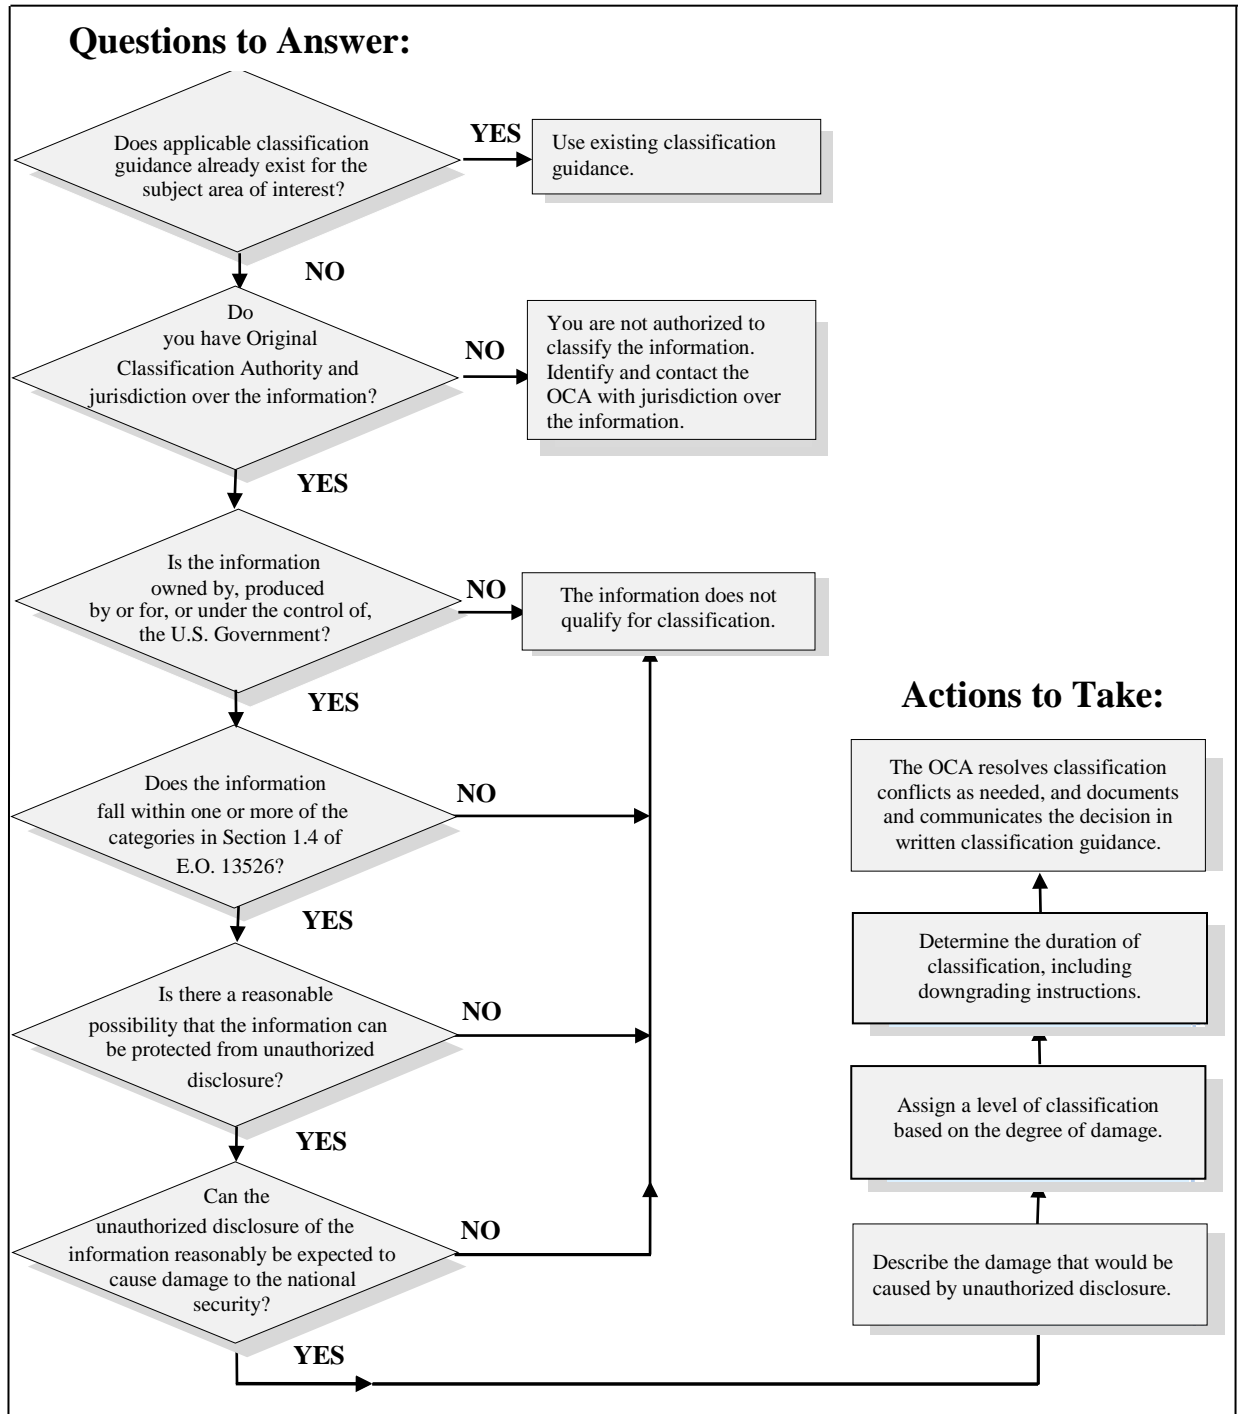 Questions to Answer:
Does applicable classification
guidance already exist for the
subject area of interest?
YES
Use existing classification
guidance.
NO
Do
you have Original
Classification Authority and
jurisdiction over the information?
NO
You are not authorized to
classify the information.
Identify and contact the
OCA with jurisdiction over
the information.
YES
Is the information
owned by, produced
by or for, or under the control of,
the U.S. Government?
NO
The information does not
qualify for classification.
YES
Does the information
fall within one or more of the
categories in Section 1.4 of
E.O. 13526?
NO
YES
Is there a reasonable
possibility that the information can
be protected from unauthorized
disclosure?
NO
YES
Can the
unauthorized disclosure of the
information reasonably be expected to
cause damage to the national
security?
NO
YES
Actions to Take:
The OCA resolves classification
conflicts as needed, and documents
and communicates the decision in
written classification guidance.
Determine the duration of
classification, including
downgrading instructions.
Assign a level of classification
based on the degree of damage.
Describe the damage that would be
caused by unauthorized disclosure.